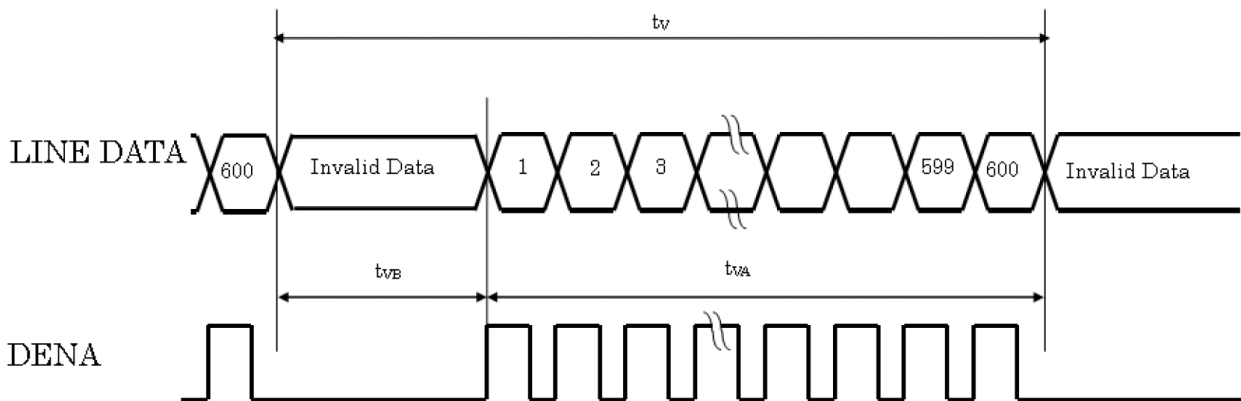 tV
LINE DATA
600
Invalid Data
1
2
3
599
600
Invalid Data
tVB
tVA
DENA